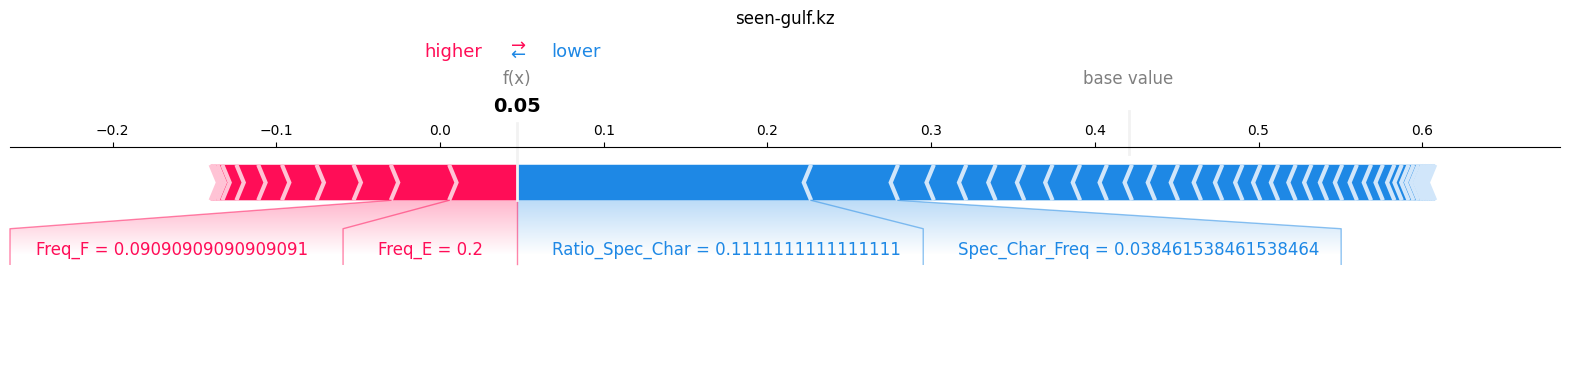 seen-gulf.kz
higher ⇄ lower
f(x) base value
0.05
−0.2 −0.1 0.0 0.1 0.2 0.3 0.4 0.5 0.6
Freq_F = 0.09090909090909091 Freq_E = 0.2 Ratio_Spec_Char = 0.1111111111111111 Spec_Char_Freq = 0.038461538461538464